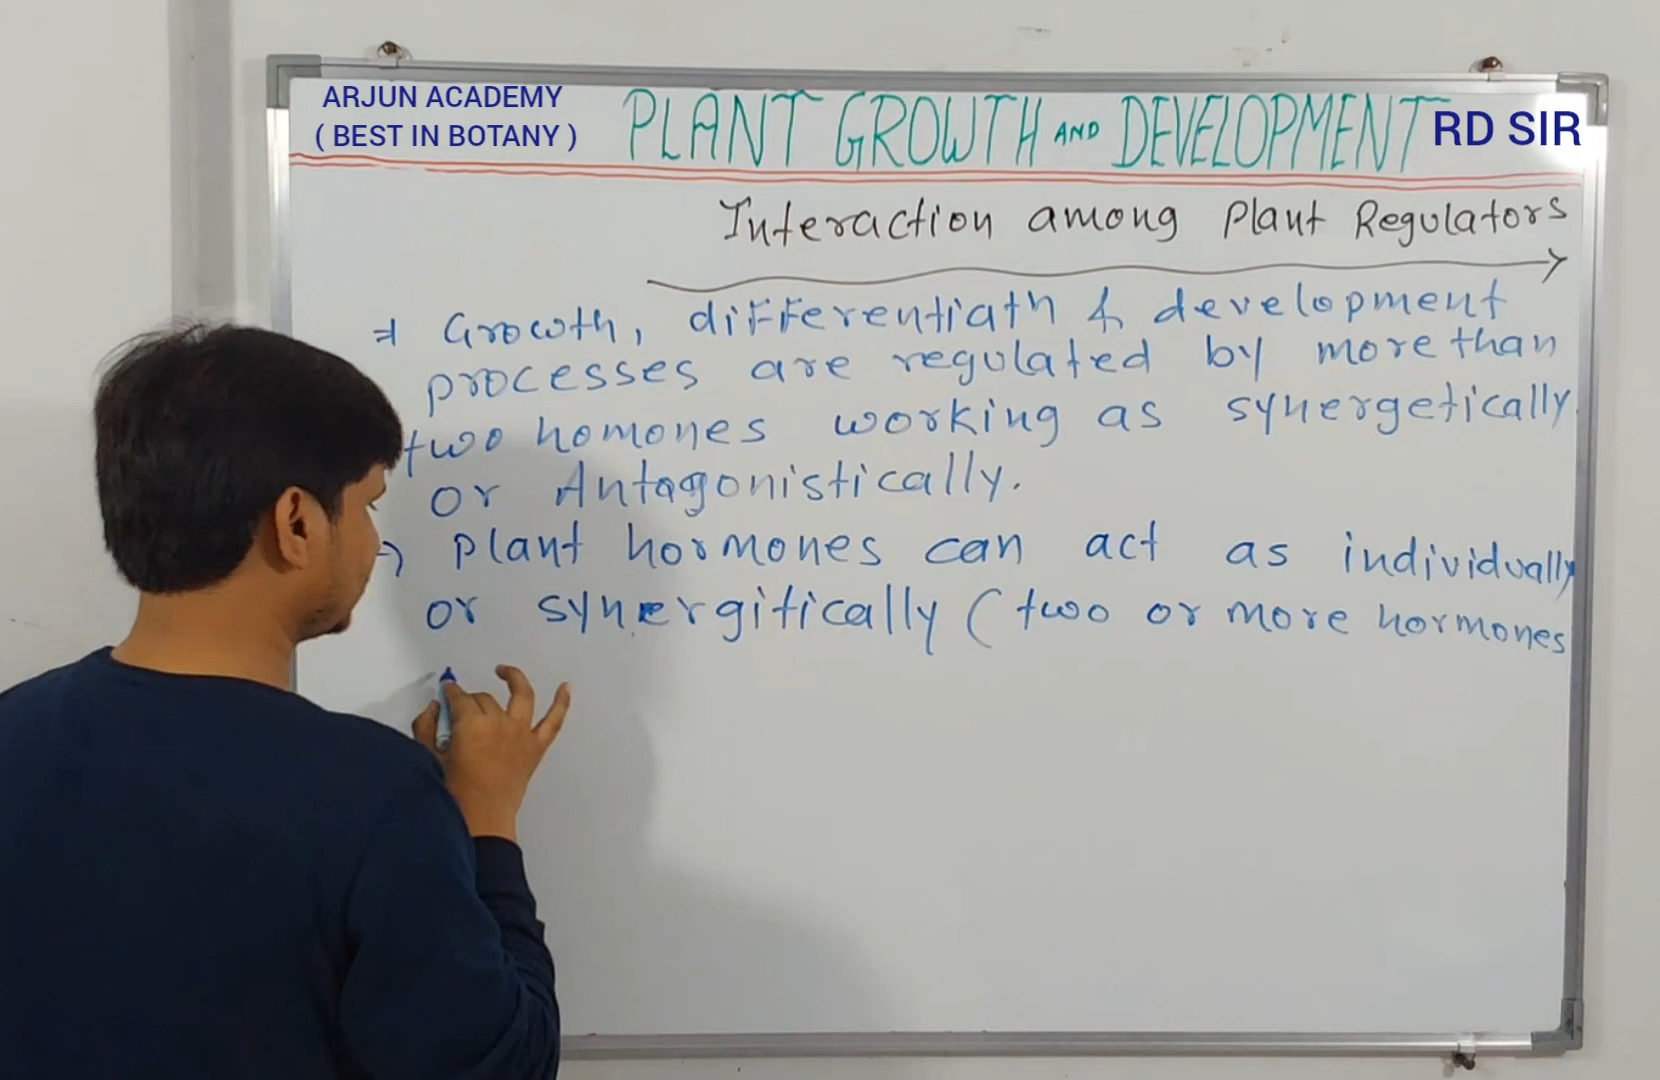 ARJUN ACADEMY
( BEST IN BOTANY )
PLANT GROWTH AND DEVELOPMENT
RD SIR
Interaction among Plant Regulators
⇒ Growth, differentiath & development
processes are regulated by more than
two homones working as synergetically
or Antagonistically.
→ Plant hormones can act as individually
or synergitically ( two or more hormones